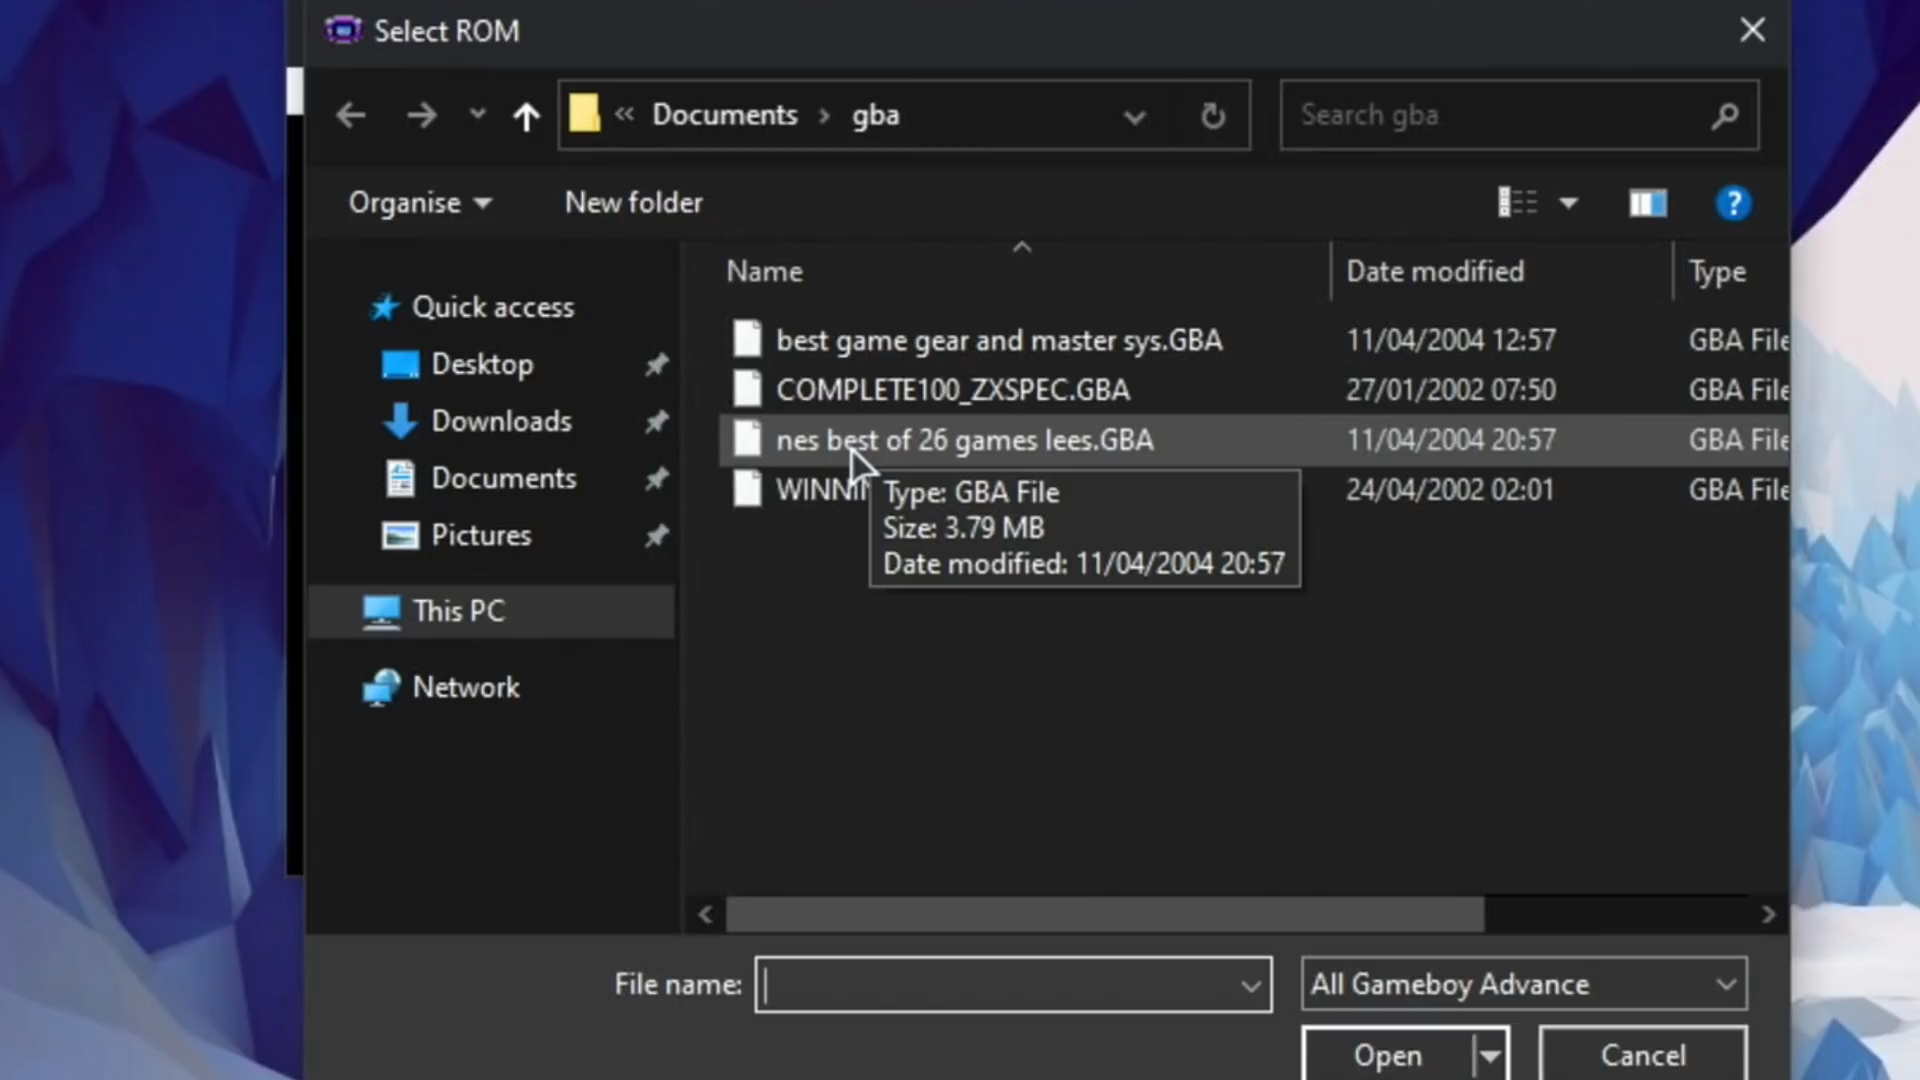 Select ROM
« Documents › gba
Search gba
Organise
New folder
?
Name
Date modified
Type
Quick access
Desktop
Downloads
Documents
Pictures
This PC
Network
best game gear and master sys.GBA 11/04/2004 12:57 GBA File
COMPLETE100_ZXSPEC.GBA 27/01/2002 07:50 GBA File
nes best of 26 games lees.GBA 11/04/2004 20:57 GBA File
24/04/2002 02:01 GBA File
Type: GBA File
Size: 3.79 MB
Date modified: 11/04/2004 20:57
File name:
All Gameboy Advance
Open
Cancel